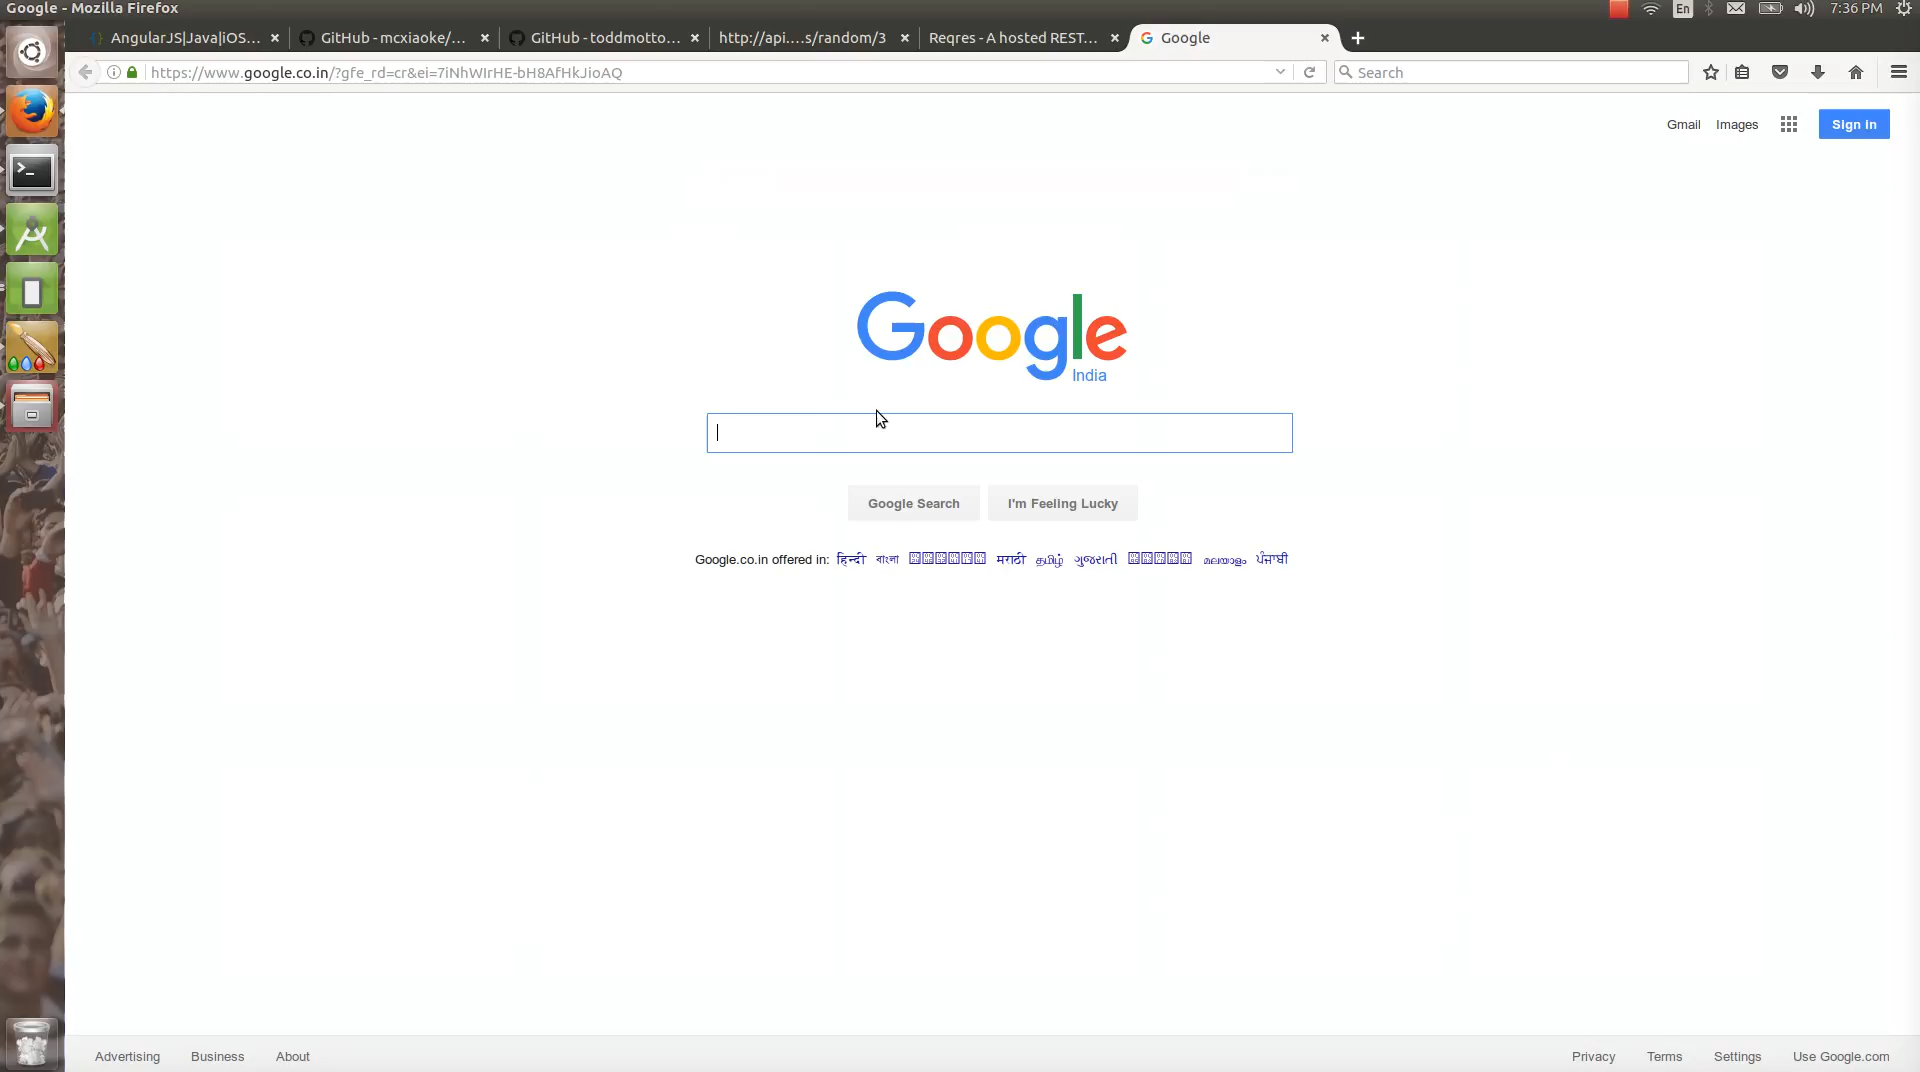 Google - Mozilla Firefox
En
7:36 PM
AngularJS|Java|iOS...
GitHub - mcxiaoke/...
GitHub - toddmotto...
http://api....s/random/3
Reqres - A hosted REST...
Google
https://www.google.co.in/?gfe_rd=cr&ei=7iNhWIrHE-bH8AfHkJioAQ
Search
Gmail
Images
Sign in
Google
India
Google Search
I'm Feeling Lucky
Google.co.in offered in: हिन्दी বাংলা मराठी தமிழ் ગુજરાતી മലയാളം ਪੰਜਾਬੀ
Advertising
Business
About
Privacy
Terms
Settings
Use Google.com